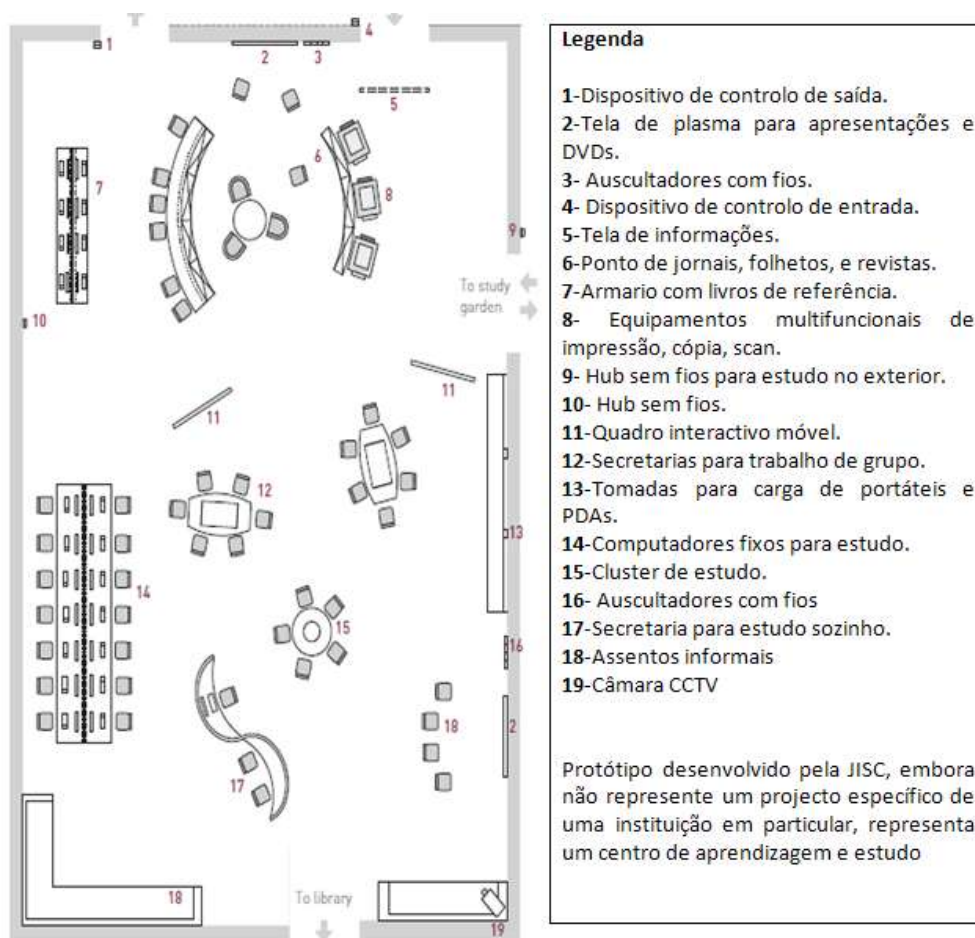 1
4
2
3
5
6
7
8
9
To study
garden
10
11
11
12
13
14
15
16
18
2
17
18
To library
19
Legenda
1-Dispositivo de controlo de saída.
2-Tela de plasma para apresentações e
DVDs.
3- Auscultadores com fios.
4- Dispositivo de controlo de entrada.
5-Tela de informações.
6-Ponto de jornais, folhetos, e revistas.
7-Armario com livros de referência.
8- Equipamentos multifuncionais de
impressão, cópia, scan.
9- Hub sem fios para estudo no exterior.
10- Hub sem fios.
11-Quadro interactivo móvel.
12-Secretarias para trabalho de grupo.
13-Tomadas para carga de portáteis e
PDAs.
14-Computadores fixos para estudo.
15-Cluster de estudo.
16- Auscultadores com fios
17-Secretaria para estudo sozinho.
18-Assentos informais
19-Câmara CCTV
Protótipo desenvolvido pela JISC, embora
não represente um projecto específico de
uma instituição em particular, representa
um centro de aprendizagem e estudo